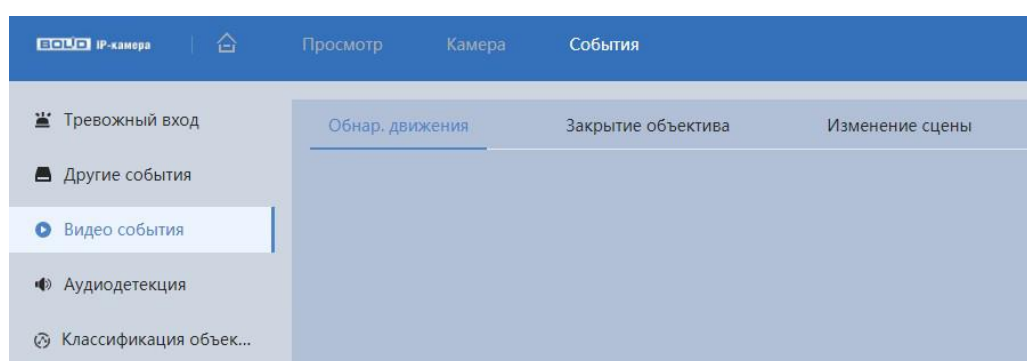 BOLID IP-камера Просмотр Камера События
Тревожный вход
Обнар. движения Закрытие объектива Изменение сцены
Другие события
Видео события
Аудиодетекция
Классификация объек...